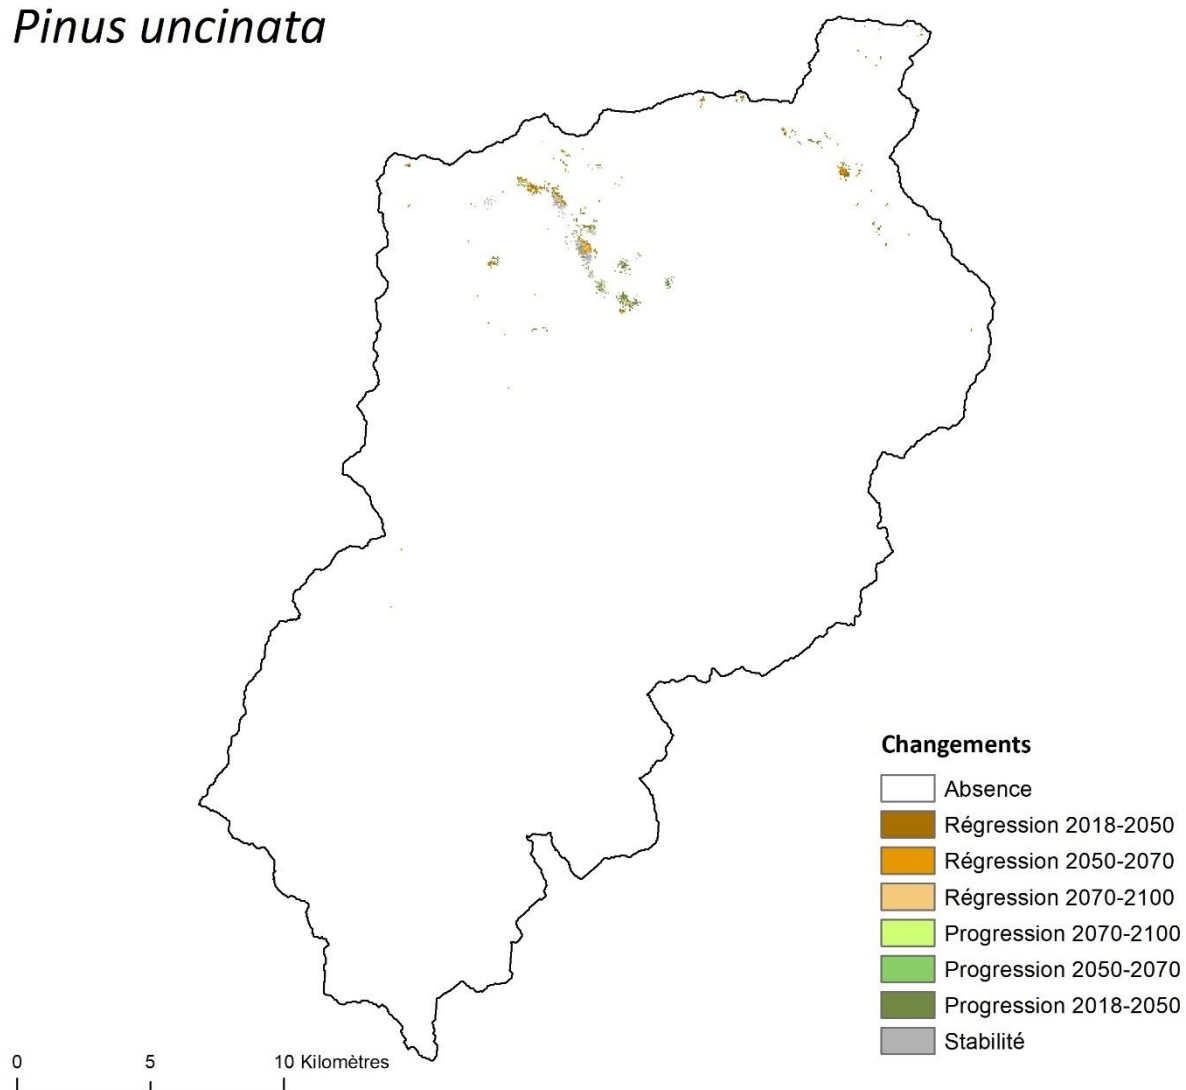 Pinus uncinata
Changements
Absence
Régression 2018-2050
Régression 2050-2070
Régression 2070-2100
Progression 2070-2100
Progression 2050-2070
Progression 2018-2050
Stabilité
0 5 10 Kilomètres